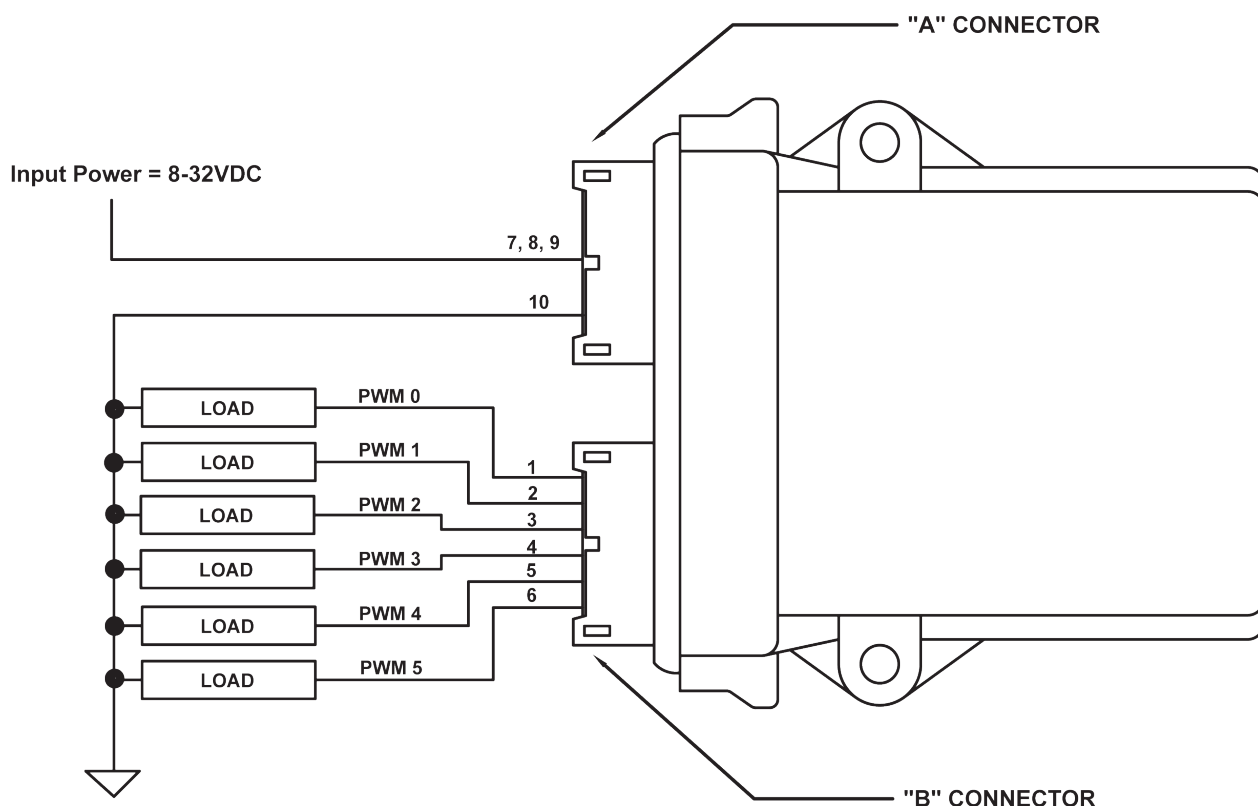 "A" CONNECTOR
Input Power = 8-32VDC
7, 8, 9
10
LOAD
PWM 0
LOAD
PWM 1
1
2
LOAD
PWM 2
3
LOAD
PWM 3
4
5
LOAD
PWM 4
6
LOAD
PWM 5
"B" CONNECTOR